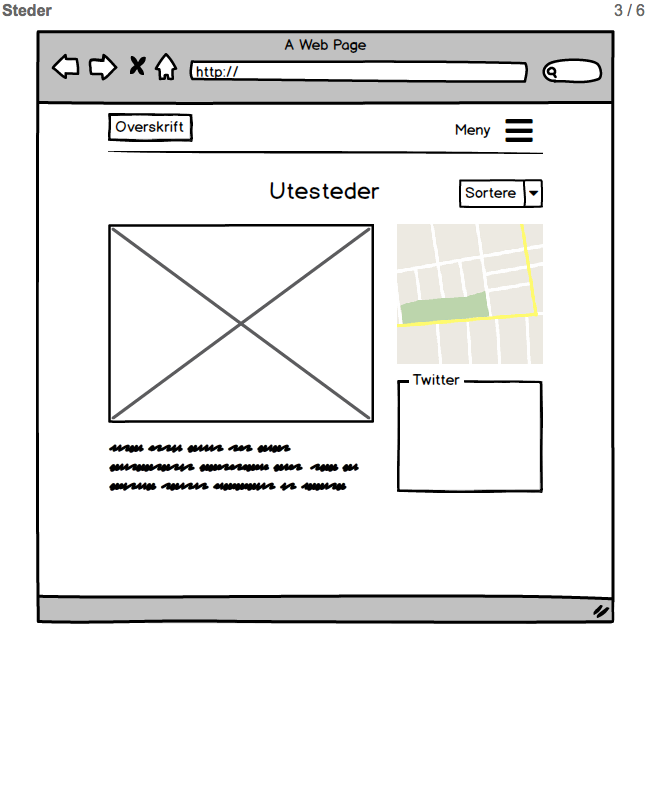 Steder 3 / 6
A Web Page
http://
Overskrift Meny
Utesteder Sortere
Twitter